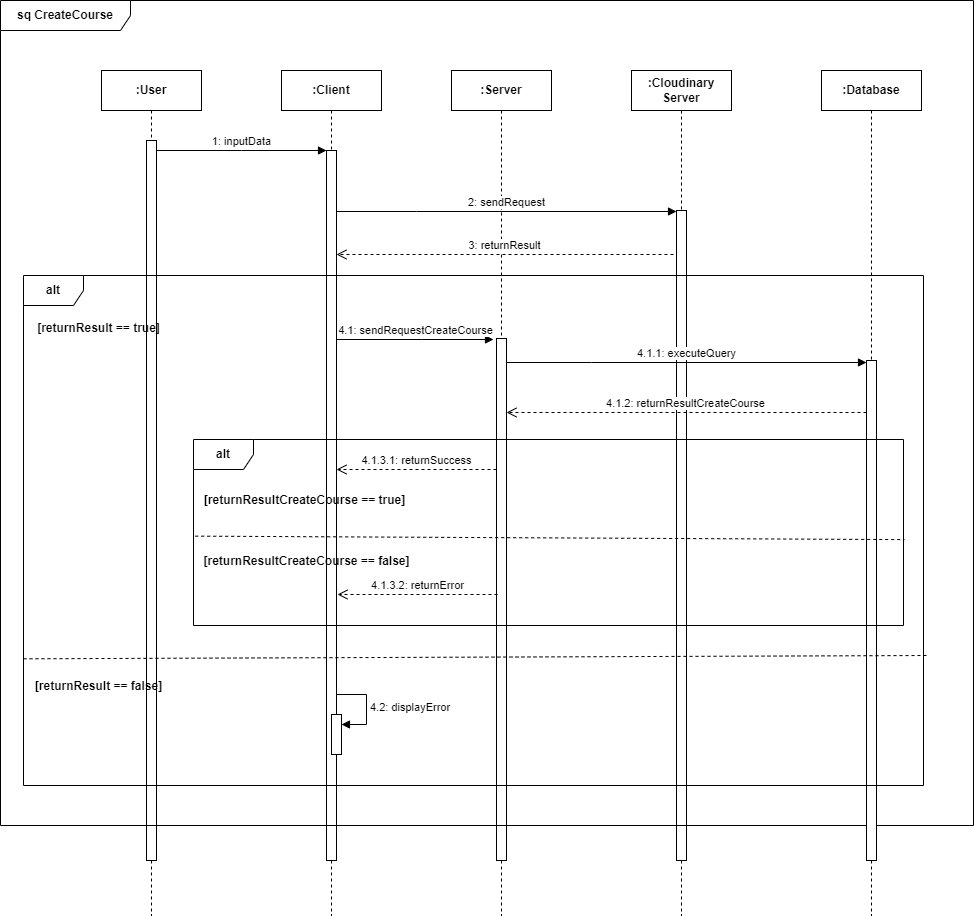 sq CreateCourse
:User
:Client
:Server
:Cloudinary
Server
:Database
1: inputData
2: sendRequest
3: returnResult
alt
[returnResult == true]
4.1: sendRequestCreateCourse
4.1.1: executeQuery
4.1.2: returnResultCreateCourse
alt
4.1.3.1: returnSuccess
[returnResultCreateCourse == true]
[returnResultCreateCourse == false]
4.1.3.2: returnError
[returnResult == false]
4.2: displayError